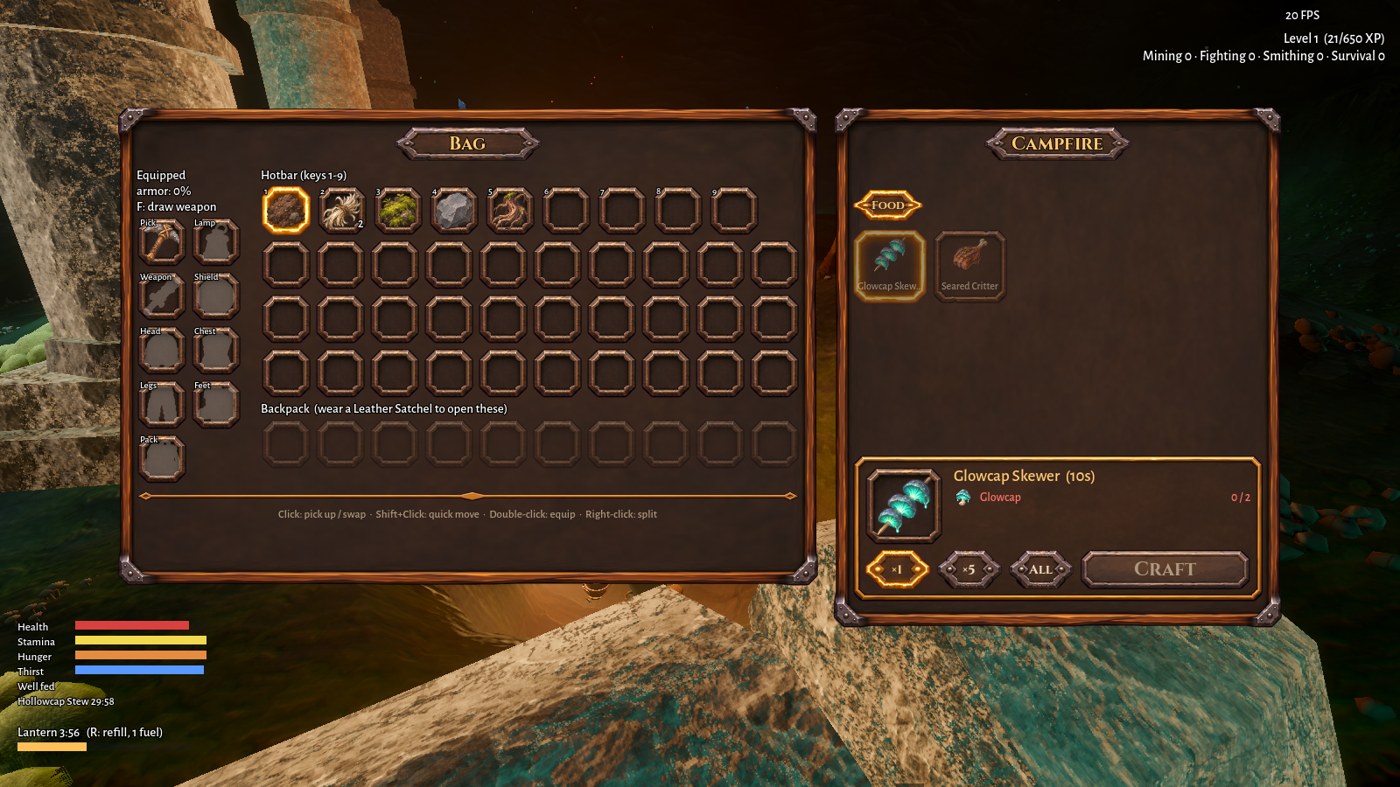 20 FPS
Level 1 (21/650 XP)
Mining 0 · Fighting 0 · Smithing 0 · Survival 0
BAG
Equipped
armor: 0%
F: draw weapon
Pick
Lamp
Weapon
Shield
Head
Chest
Legs
Feet
Pack
Hotbar (keys 1-9)
1 2 3 4 5 6 7 8 9
2
Backpack (wear a Leather Satchel to open these)
Click: pick up / swap · Shift+Click: quick move · Double-click: equip · Right-click: split
CAMPFIRE
FOOD
Glowcap Skew...
Seared Critter
Glowcap Skewer (10s)
Glowcap 0 / 2
×1 ×5 ALL CRAFT
Health
Stamina
Hunger
Thirst
Well fed
Hollowcap Stew 29:58
Lantern 3:56 (R: refill, 1 fuel)